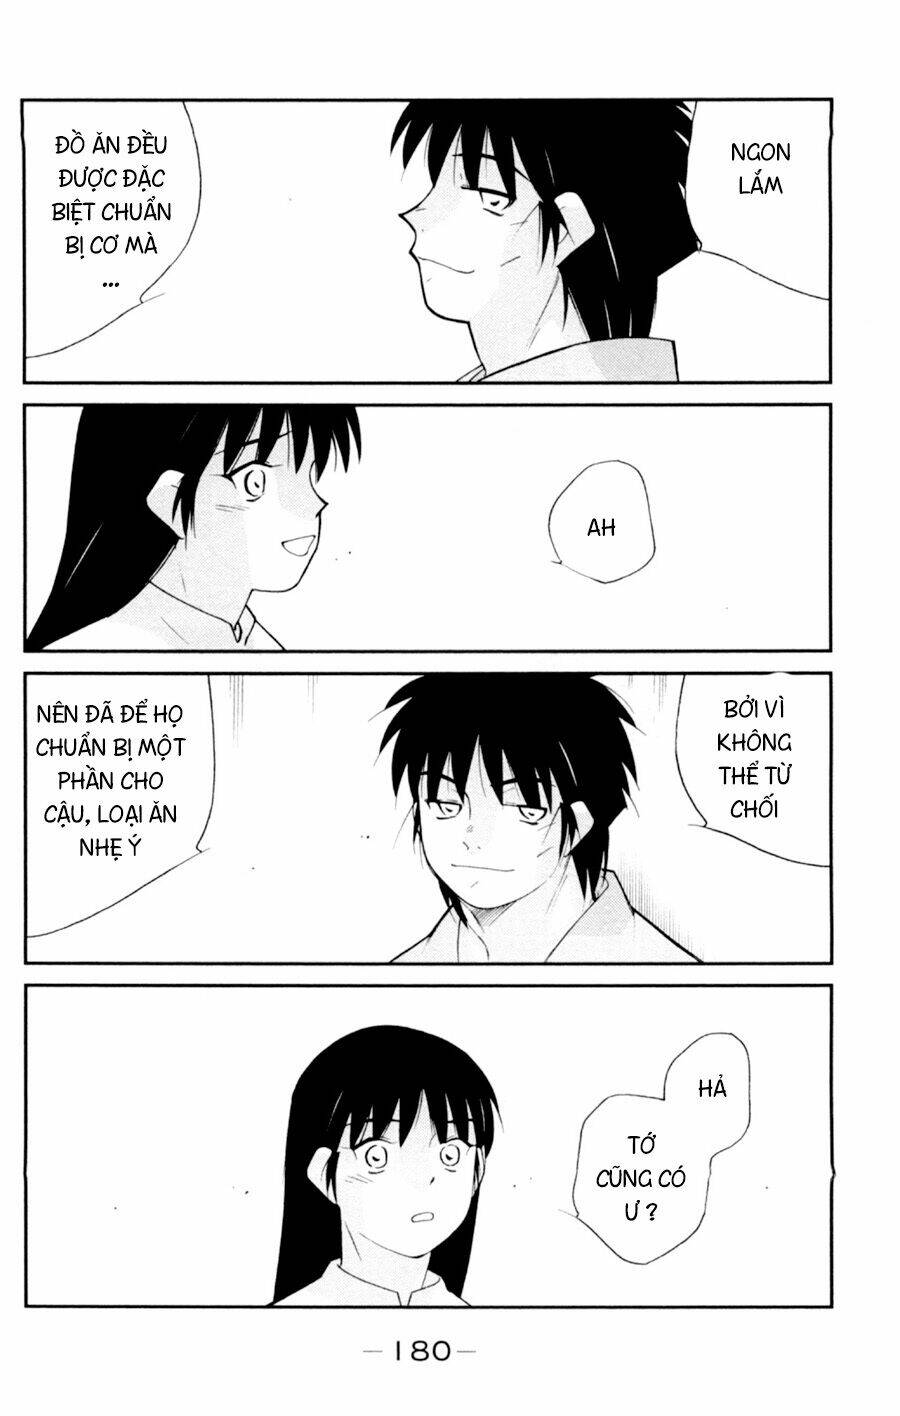 NGON
LẮM
ĐỒ ĂN ĐỀU
ĐƯỢC ĐẶC
BIỆT CHUẨN
BỊ CƠ MÀ
...
AH
BỞI VÌ
KHÔNG
THỂ TỪ
CHỐI
NÊN ĐÃ ĐỂ HỌ
CHUẨN BỊ MỘT
PHẦN CHO
CẬU, LOẠI ĂN
NHẸ Ý
HẢ
TỚ
CŨNG CÓ
Ư ?
— 180 —